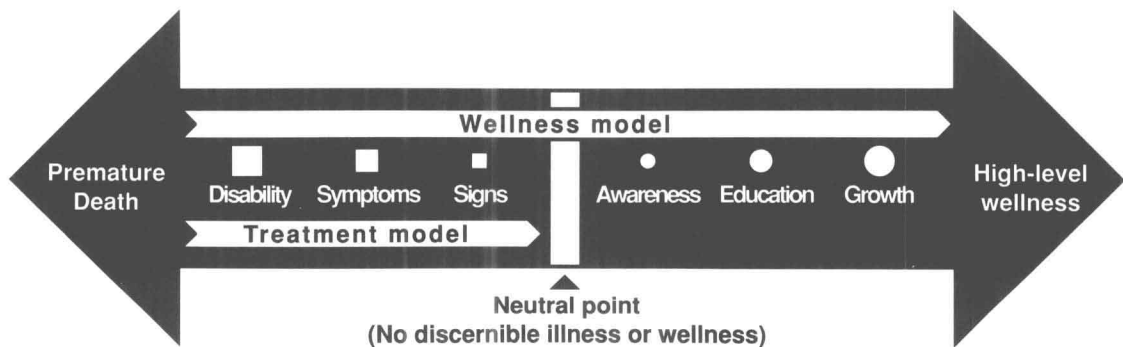 Wellness model
Premature
Death
Disability
Symptoms
Signs
Awareness
Education
Growth
High-level
wellness
Treatment model
Neutral point
(No discernible illness or wellness)